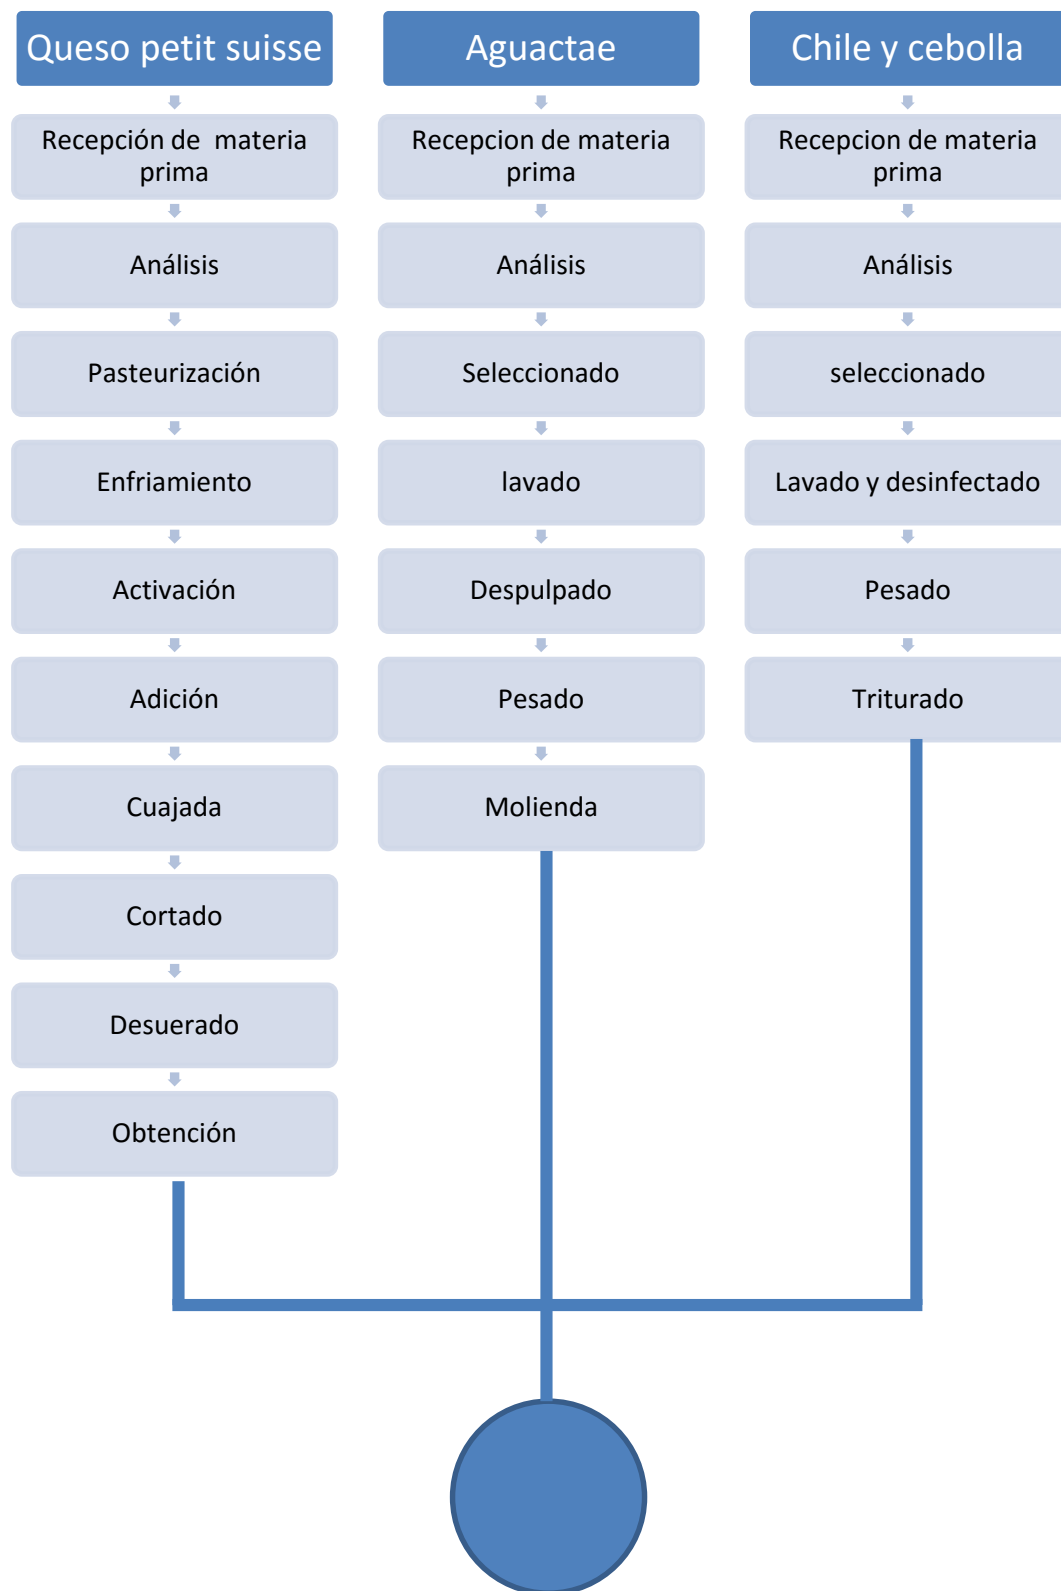 Queso petit suisse
Recepción de materia
prima
Análisis
Pasteurización
Enfriamiento
Activación
Adición
Cuajada
Cortado
Desuerado
Obtención
Aguactae
Recepcion de materia
prima
Análisis
Seleccionado
lavado
Despulpado
Pesado
Molienda
Chile y cebolla
Recepcion de materia
prima
Análisis
seleccionado
Lavado y desinfectado
Pesado
Triturado